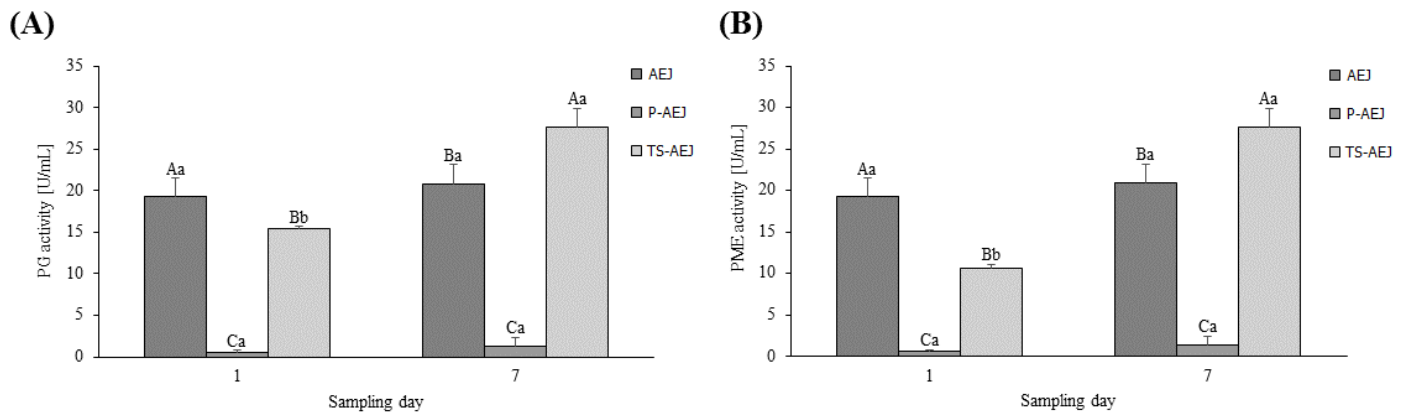 (A)
35
30
25
20
15
10
5
0
PG activity [U/mL]
Aa
Ca
Bb
Ba
Ca
Aa
1
7
Sampling day
AEJ
P-AEJ
TS-AEJ
(B)
35
30
25
20
15
10
5
0
PME activity [U/mL]
Aa
Ca
Bb
Ba
Ca
Aa
1
7
Sampling day
AEJ
P-AEJ
TS-AEJ